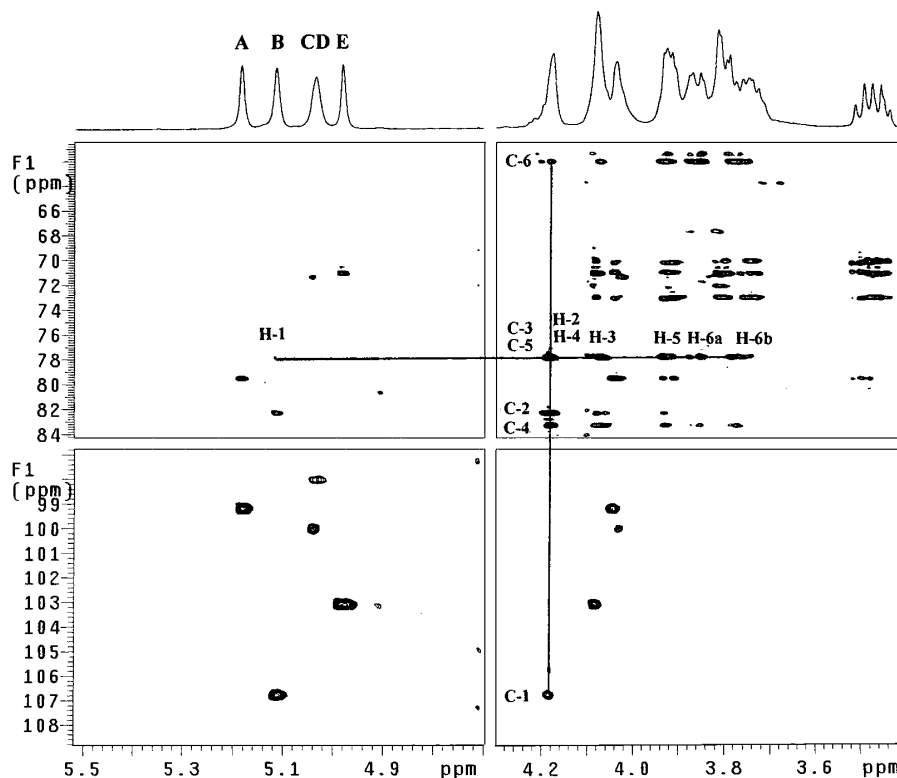 A B CD E
F1
(ppm)
66
68
70
72
74
76
78
80
82
84
C-6
H-1
C-3
C-5
H-2
H-4
H-3
H-5
H-6a
H-6b
C-2
C-4
F1
(ppm)
99
100
101
102
103
104
105
106
107
108
C-1
5.5 5.3 5.1 4.9 ppm
4.2 4.0 3.8 3.6 ppm